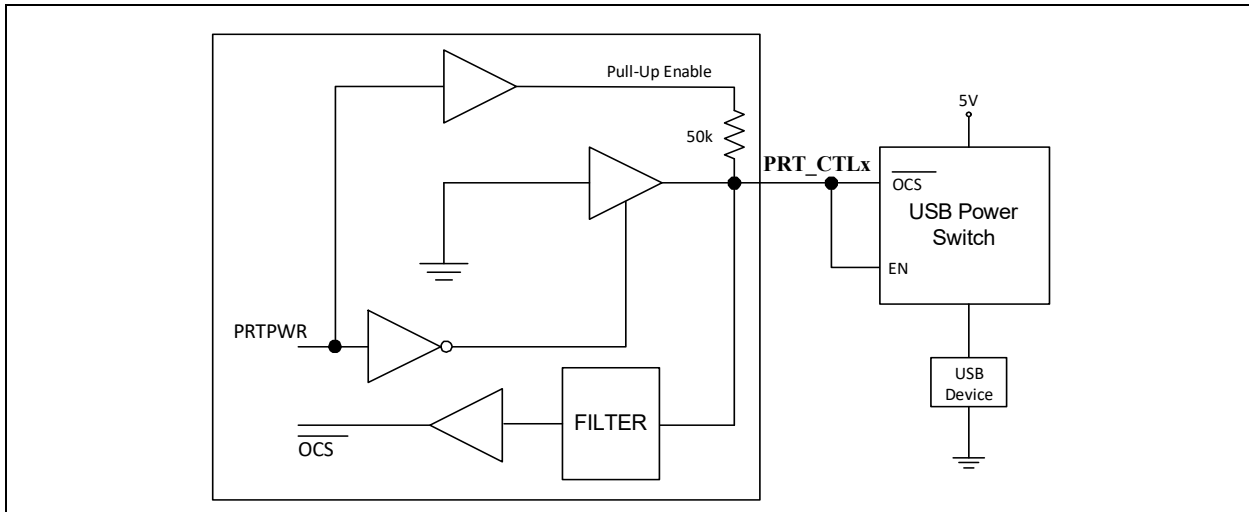 Pull-Up Enable
5V
50k
PRT_CTLx
OCS
USB Power
Switch
EN
PRTPWR
USB
Device
FILTER
OCS